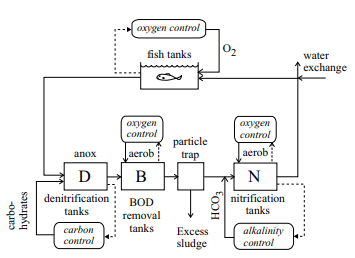 oxygen control
O2
fish tanks
water
exchange
oxygen
control
oxygen
control
particle
trap
anox
aerob
aerob
D
B
N
denitrification
tanks
BOD
removal
tanks
HCO3
nitrification
tanks
carbo-
hydrates
carbon
control
Excess
sludge
alkalinity
control